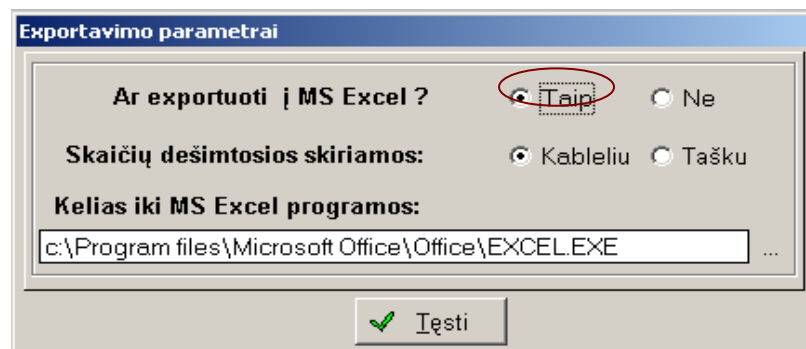 Exportavimo parametrai
Ar exportuoti į MS Excel ? Taip Ne
Skaičių dešimtosios skiriamos: Kableliu Tašku
Kelias iki MS Excel programos:
c:\Program files\Microsoft Office\Office\EXCEL.EXE ...
Tęsti